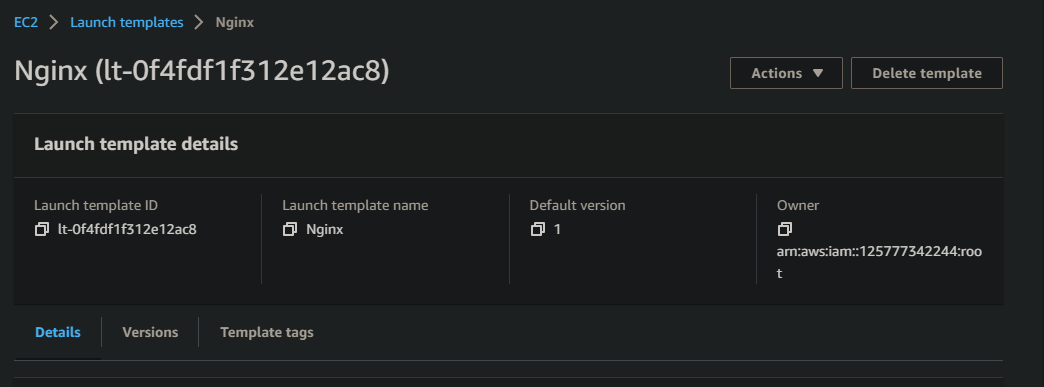 EC2 > Launch templates > Nginx
Nginx (lt-0f4fdf1f312e12ac8)
Actions ▼ Delete template
Launch template details
Launch template ID
lt-0f4fdf1f312e12ac8
Launch template name
Nginx
Default version
1
Owner
arn:aws:iam::125777342244:roo
t
Details Versions Template tags